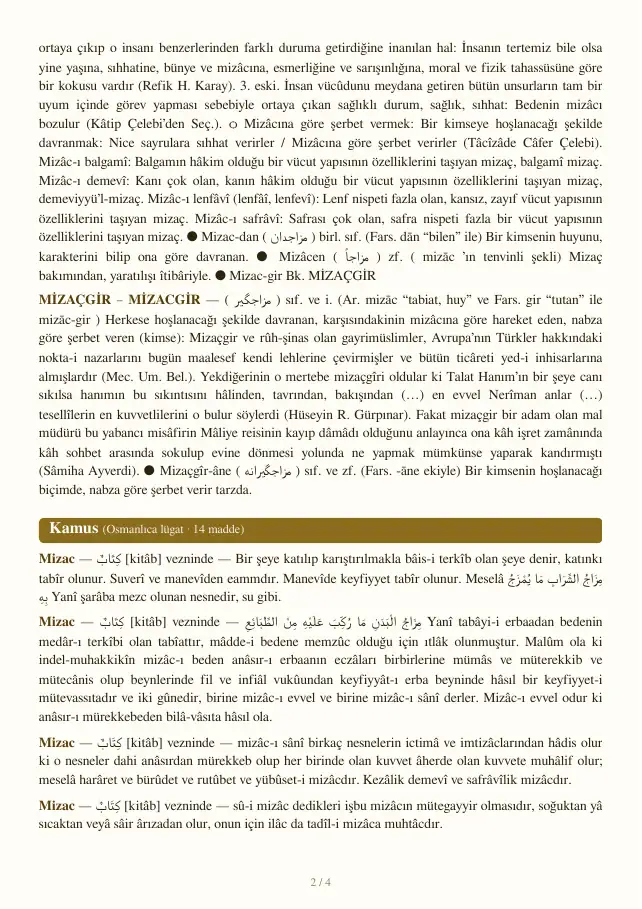 ortaya çıkıp o insanı benzerlerinden farklı duruma getirdiğine inanılan hal: İnsanın tertemiz bile olsa
yine yaşına, sıhhatine, bünye ve mizâcına, esmerliğine ve sarışınlığına, moral ve fizik tahassüsüne göre
bir kokusu vardır (Refik H. Karay). 3. eski. İnsan vücûdunu meydana getiren bütün unsurların tam bir
uyum içinde görev yapması sebebiyle ortaya çıkan sağlıklı durum, sağlık, sıhhat: Bedenin mizâcı
bozulur (Kâtip Çelebi’den Seç.). ○ Mizâcına göre şerbet vermek: Bir kimseye hoşlanacağı şekilde
davranmak: Nice sayrulara sıhhat verirler / Mizâcına göre şerbet verirler (Tâcîzâde Câfer Çelebi).
Mizâc-ı balgamî: Balgamın hâkim olduğu bir vücut yapısının özelliklerini taşıyan mizaç, balgamî mizaç.
Mizâc-ı demevî: Kanı çok olan, kanın hâkim olduğu bir vücut yapısının özelliklerini taşıyan mizaç,
demeviyyü’l-mizaç. Mizâc-ı lenfâvî (lenfâî, lenfevî): Lenf nispeti fazla olan, kansız, zayıf vücut yapısının
özelliklerini taşıyan mizaç. Mizâc-ı safrâvî: Safrası çok olan, safra nispeti fazla bir vücut yapısının
özelliklerini taşıyan mizaç. ● Mizac-dan ( مزاجدان ) birl. sıf. (Fars. dān “bilen” ile) Bir kimsenin huyunu,
karakterini bilip ona göre davranan. ● Mizâcen ( مزاجاً ) zf. ( mizāc ’ın tenvinli şekli) Mizaç
bakımından, yaratılışı îtibâriyle. ● Mizac-gir Bk. MİZAÇGİR
MİZAÇGİR – MİZACGİR — ( مزاجگير ) sıf. ve i. (Ar. mizāc “tabiat, huy” ve Fars. gіr “tutan” ile
mizāc-gіr ) Herkese hoşlanacağı şekilde davranan, karşısındakinin mizâcına göre hareket eden, nabza
göre şerbet veren (kimse): Mizaçgir ve rûh-şinas olan gayrimüslimler, Avrupa’nın Türkler hakkındaki
nokta-i nazarlarını bugün maalesef kendi lehlerine çevirmişler ve bütün ticâreti yed-i inhisarlarına
almışlardır (Mec. Um. Bel.). Yekdiğerinin o mertebe mizaçgîri oldular ki Talat Hanım’ın bir şeye canı
sıkılsa hanımın bu sıkıntısını hâlinden, tavrından, bakışından (…) en evvel Nerîman anlar (…)
tesellîlerin en kuvvetlilerini o bulur söylerdi (Hüseyin R. Gürpınar). Fakat mizaçgir bir adam olan mal
müdürü bu yabancı misâfirin Mâliye reisinin kayıp dâmâdı olduğunu anlayınca ona kâh işret zamânında
kâh sohbet arasında sokulup evine dönmesi yolunda ne yapmak mümkünse yaparak kandırmıştı
(Sâmiha Ayverdi). ● Mizaçgîr-âne ( مزاجگيرانه ) sıf. ve zf. (Fars. -āne ekiyle) Bir kimsenin hoşlanacağı
biçimde, nabza göre şerbet verir tarzda.
Kamus (Osmanlıca lügat · 14 madde)
Mizac — كِتَابٌ [kitâb] vezninde — Bir şeye katılıp karıştırılmakla bâis-i terkîb olan şeye denir, katınkı
tabîr olunur. Suverî ve manevîden eammdır. Manevîde keyfiyyet tabîr olunur. Meselâ مِزَاجُ الشَّرَابِ مَا يُمْزَجُ
بِهِ Yanî şarâba mezc olunan nesnedir, su gibi.
Mizac — كِتَابٌ [kitâb] vezninde — مِزَاجُ الْبَدَنِ مَا رُكِّبَ عَلَيْهِ مِنَ الطَّبَائِعِ Yanî tabâyi-i erbaadan bedenin
medâr-ı terkîbi olan tabîattır, mâdde-i bedene memzûc olduğu için ıtlâk olunmuştur. Malûm ola ki
indel-muhakkikîn mizâc-ı beden anâsır-ı erbaanın eczâları birbirlerine mümâs ve müterekkib ve
mütecânis olup beynlerinde fil ve infiâl vukûundan keyfiyyât-ı erba beyninde hâsıl bir keyfiyyet-i
mütevassıtadır ve iki gûnedir, birine mizâc-ı evvel ve birine mizâc-ı sânî derler. Mizâc-ı evvel odur ki
anâsır-ı mürekkebeden bilâ-vâsıta hâsıl ola.
Mizac — كِتَابٌ [kitâb] vezninde — mizâc-ı sânî birkaç nesnelerin ictimâ ve imtizâclarından hâdis olur
ki o nesneler dahi anâsırdan mürekkeb olup her birinde olan kuvvet âherde olan kuvvete muhâlif olur;
meselâ harâret ve bürûdet ve rutûbet ve yübûset-i mizâcdır. Kezâlik demevî ve safrâvîlik mizâcdır.
Mizac — كِتَابٌ [kitâb] vezninde — sû-i mizâc dedikleri işbu mizâcın mütegayyir olmasıdır, soğuktan yâ
sıcaktan veyâ sâir ârızadan olur, onun için ilâc da tadîl-i mizâca muhtâcdır.
2 / 4